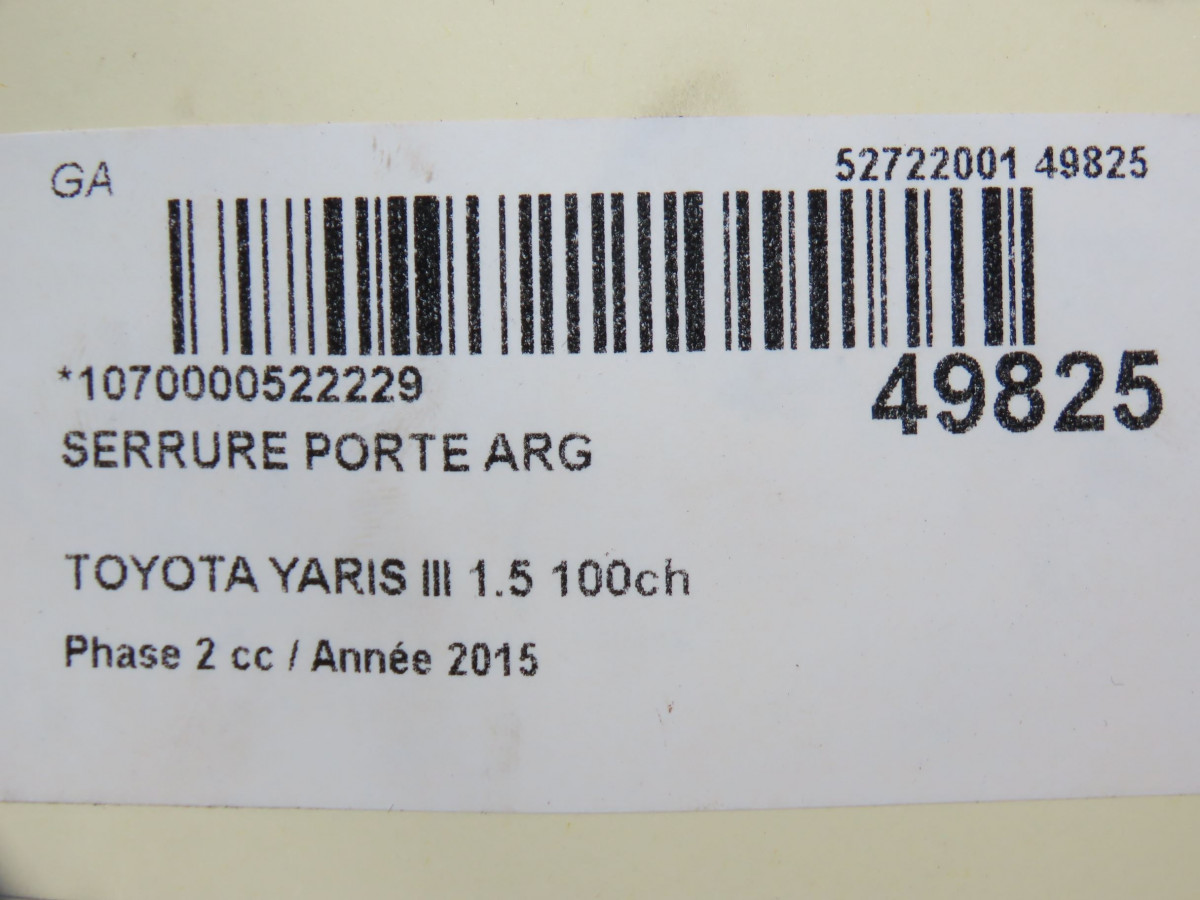 GA
52722001 49825
*1070000522229
49825
SERRURE PORTE ARG
TOYOTA YARIS III 1.5 100ch
Phase 2 cc / Année 2015